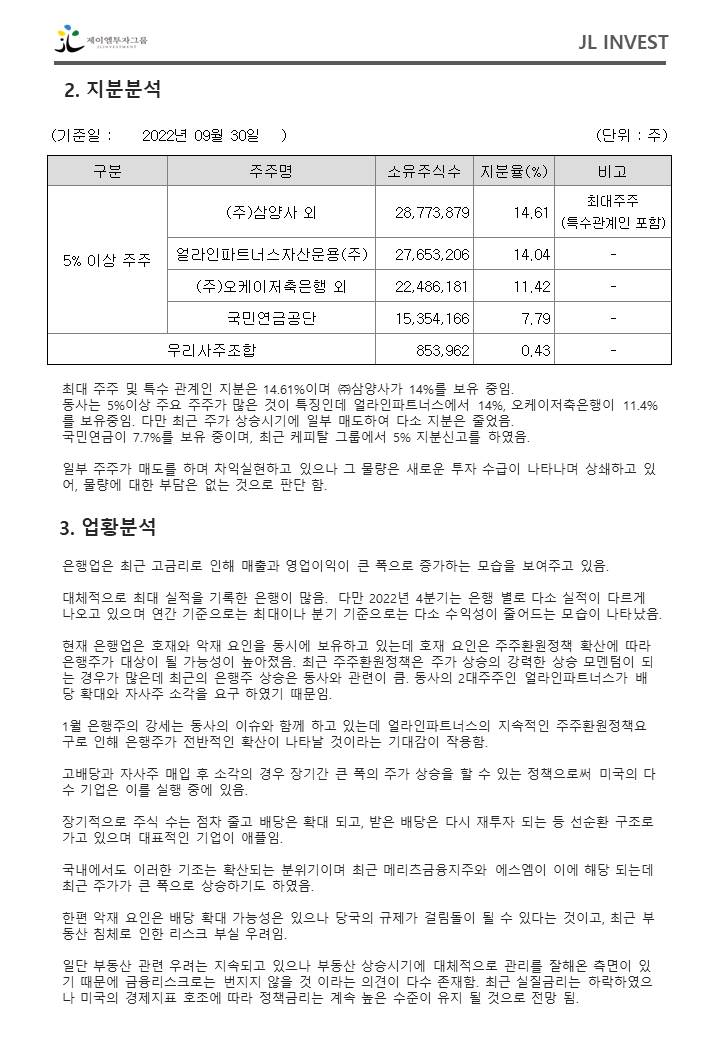 제이엘투자그룹
JL INVESTMENT
JL INVEST
2. 지분분석
(기준일 : 2022년 09월 30일 )
(단위 : 주)
구분 주주명 소유주식수 지분율(%) 비고
5% 이상 주주
(주)삼양사 외 28,773,879 14.61 최대주주
(특수관계인 포함)
얼라인파트너스자산운용(주) 27,653,206 14.04 -
(주)오케이저축은행 외 22,486,181 11.42 -
국민연금공단 15,354,166 7.79 -
우리사주조합 853,962 0.43 -
최대 주주 및 특수 관계인 지분은 14.61%이며 ㈜삼양사가 14%를 보유 중임.
동사는 5%이상 주요 주주가 많은 것이 특징인데 얼라인파트너스에서 14%, 오케이저축은행이 11.4%
를 보유중임. 다만 최근 주가 상승시기에 일부 매도하여 다소 지분은 줄었음.
국민연금이 7.7%를 보유 중이며, 최근 케피탈 그룹에서 5% 지분신고를 하였음.
일부 주주가 매도를 하며 차익실현하고 있으나 그 물량은 새로운 투자 수급이 나타나며 상쇄하고 있
어, 물량에 대한 부담은 없는 것으로 판단 함.
3. 업황분석
은행업은 최근 고금리로 인해 매출과 영업이익이 큰 폭으로 증가하는 모습을 보여주고 있음.
대체적으로 최대 실적을 기록한 은행이 많음. 다만 2022년 4분기는 은행 별로 다소 실적이 다르게
나오고 있으며 연간 기준으로는 최대이나 분기 기준으로는 다소 수익성이 줄어드는 모습이 나타났음.
현재 은행업은 호재와 악재 요인을 동시에 보유하고 있는데 호재 요인은 주주환원정책 확산에 따라
은행주가 대상이 될 가능성이 높아졌음. 최근 주주환원정책은 주가 상승의 강력한 상승 모멘텀이 되
는 경우가 많은데 최근의 은행주 상승은 동사와 관련이 큼. 동사의 2대주주인 얼라인파트너스가 배
당 확대와 자사주 소각을 요구 하였기 때문임.
1월 은행주의 강세는 동사의 이슈와 함께 하고 있는데 얼라인파트너스의 지속적인 주주환원정책요
구로 인해 은행주가 전반적인 확산이 나타날 것이라는 기대감이 작용함.
고배당과 자사주 매입 후 소각의 경우 장기간 큰 폭의 주가 상승을 할 수 있는 정책으로써 미국의 다
수 기업은 이를 실행 중에 있음.
장기적으로 주식 수는 점차 줄고 배당은 확대 되고, 받은 배당은 다시 재투자 되는 등 선순환 구조로
가고 있으며 대표적인 기업이 애플임.
국내에서도 이러한 기조는 확산되는 분위기이며 최근 메리츠금융지주와 에스엠이 이에 해당 되는데
최근 주가가 큰 폭으로 상승하기도 하였음.
한편 악재 요인은 배당 확대 가능성은 있으나 당국의 규제가 걸림돌이 될 수 있다는 것이고, 최근 부
동산 침체로 인한 리스크 부실 우려임.
일단 부동산 관련 우려는 지속되고 있으나 부동산 상승시기에 대체적으로 관리를 잘해온 측면이 있
기 때문에 금융리스크로는 번지지 않을 것 이라는 의견이 다수 존재함. 최근 실질금리는 하락하였으
나 미국의 경제지표 호조에 따라 정책금리는 계속 높은 수준이 유지 될 것으로 전망 됨.